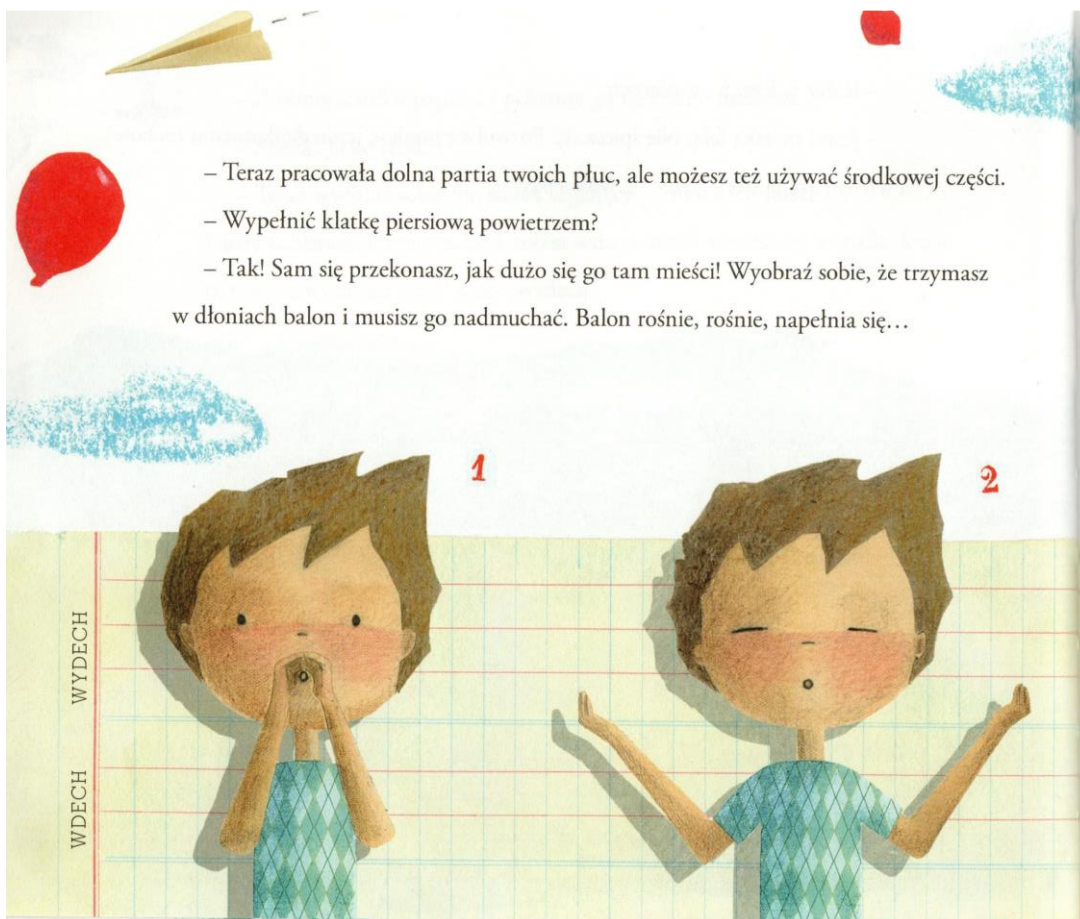 – Teraz pracowała dolna partia twoich płuc, ale możesz też używać środkowej części.
– Wypełnić klatkę piersiową powietrzem?
– Tak! Sam się przekonasz, jak dużo się go tam mieści! Wyobraź sobie, że trzymasz
w dłoniach balon i musisz go nadmuchać. Balon rośnie, rośnie, napełnia się…
1
2
WYDECH
WDECH